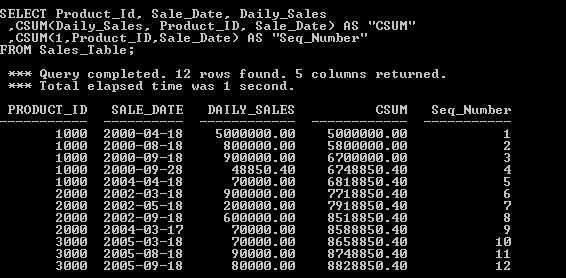 SELECT Product_Id, Sale_Date, Daily_Sales
,CSUM(Daily_Sales, Product_ID, Sale_Date) AS "CSUM"
,CSUM(1,Product_ID,Sale_Date) AS "Seq_Number"
FROM Sales_Table;
*** Query completed. 12 rows found. 5 columns returned.
*** Total elapsed time was 1 second.
PRODUCT_ID SALE_DATE DAILY_SALES CSUM Seq_Number
1000 2000-04-18 5000000.00 5000000.00 1
1000 2000-08-18 800000.00 5800000.00 2
1000 2000-09-18 900000.00 6700000.00 3
1000 2000-09-28 48850.40 6748850.40 4
1000 2004-04-18 70000.00 6818850.40 5
2000 2002-03-18 900000.00 7718850.40 6
2000 2002-05-18 200000.00 7918850.40 7
2000 2002-09-18 600000.00 8518850.40 8
2000 2004-03-17 70000.00 8588850.40 9
3000 2005-03-18 70000.00 8658850.40 10
3000 2005-08-18 90000.00 8748850.40 11
3000 2005-09-18 80000.00 8828850.40 12